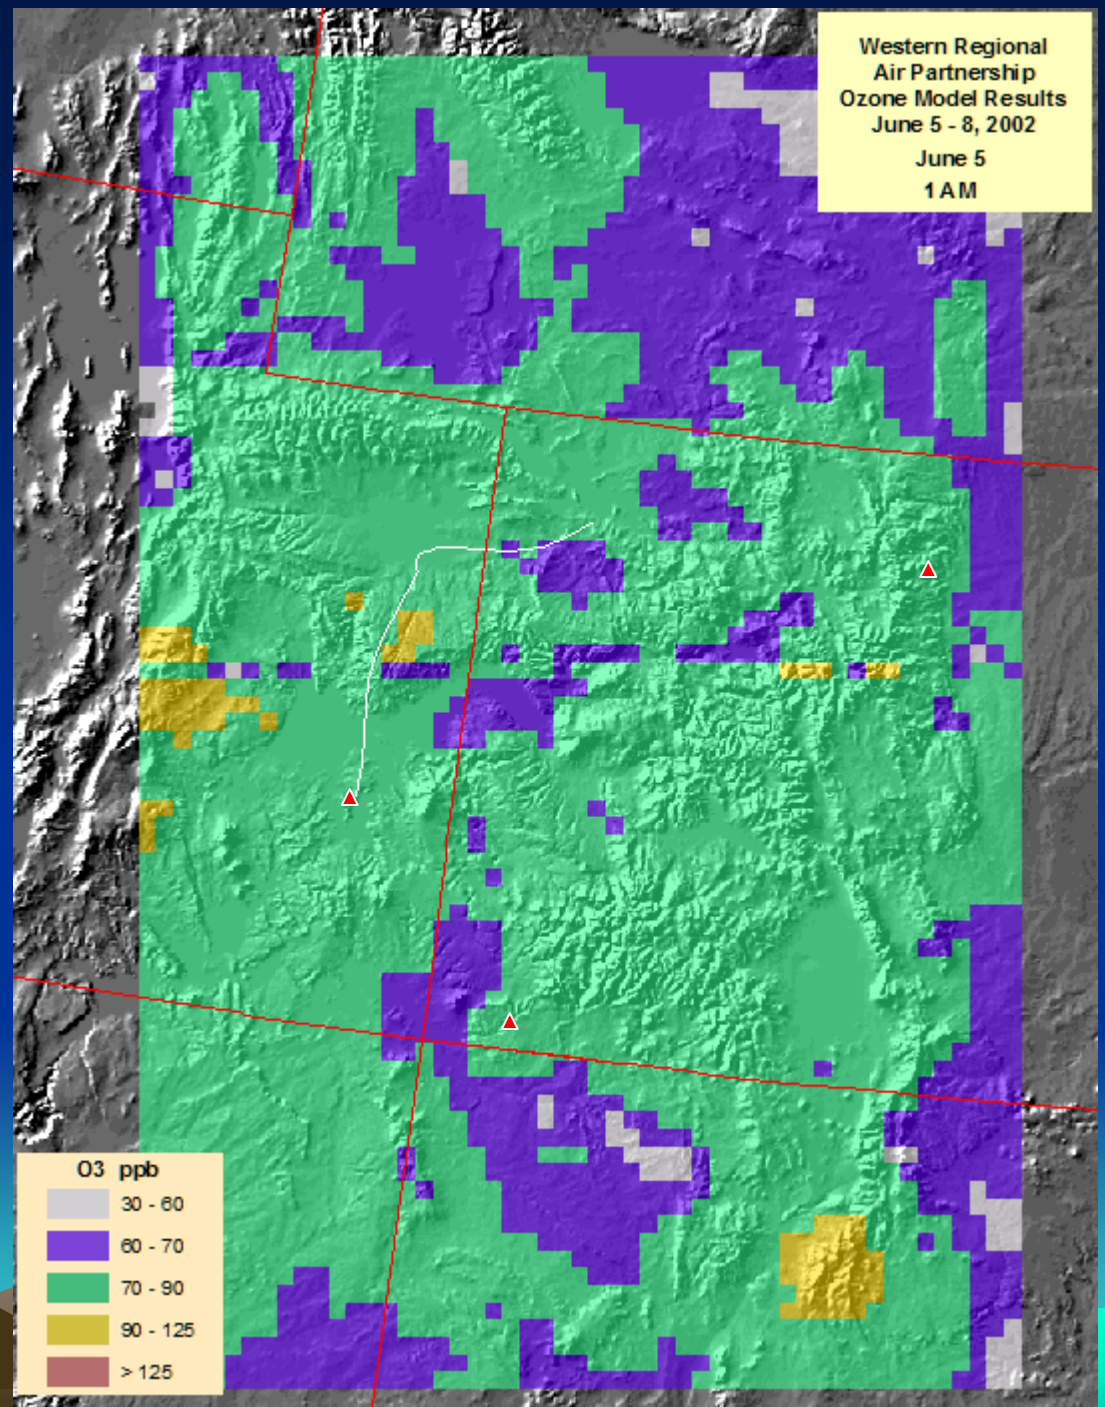 Western Regional
Air Partnership
Ozone Model Results
June 5 - 8, 2002
June 5
1 AM
O3 ppb
30 - 60
60 - 70
70 - 90
90 - 125
> 125